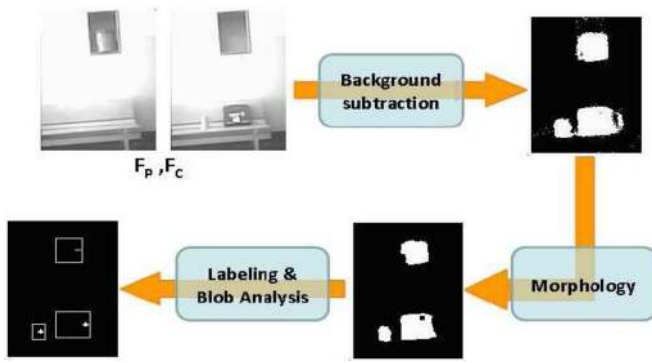 Background
subtraction
Fp ,Fc
Labeling &
Blob Analysis
Morphology